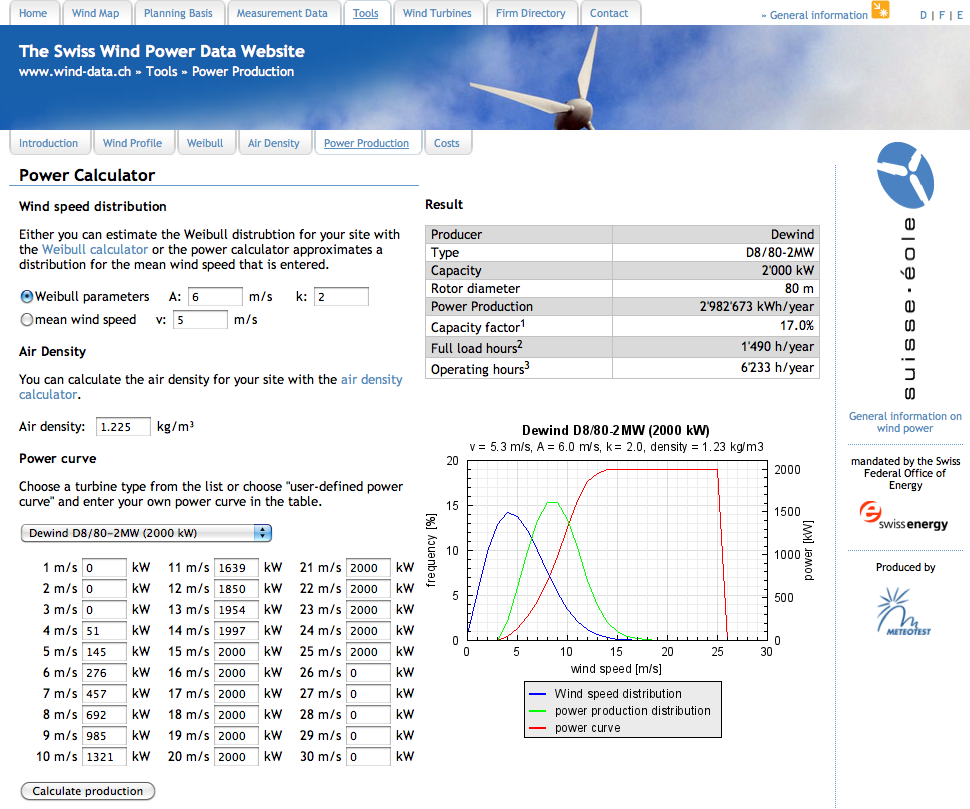 Home
Wind Map
Planning Basis
Measurement Data
Tools
Wind Turbines
Firm Directory
Contact
» General information
D | F | E
The Swiss Wind Power Data Website
www.wind-data.ch » Tools » Power Production
Introduction
Wind Profile
Weibull
Air Density
Power Production
Costs
Power Calculator
Wind speed distribution
Either you can estimate the Weibull distrubtion for your site with
the Weibull calculator or the power calculator approximates a
distribution for the mean wind speed that is entered.
Weibull parameters A: 6 m/s k: 2
mean wind speed v: 5 m/s
Air Density
You can calculate the air density for your site with the air density
calculator.
Air density: 1.225 kg/m³
Power curve
Choose a turbine type from the list or choose "user-defined power
curve" and enter your own power curve in the table.
Dewind D8/80-2MW (2000 kW)
1 m/s 0 kW 11 m/s 1639 kW 21 m/s 2000 kW
2 m/s 0 kW 12 m/s 1850 kW 22 m/s 2000 kW
3 m/s 0 kW 13 m/s 1954 kW 23 m/s 2000 kW
4 m/s 51 kW 14 m/s 1997 kW 24 m/s 2000 kW
5 m/s 145 kW 15 m/s 2000 kW 25 m/s 2000 kW
6 m/s 276 kW 16 m/s 2000 kW 26 m/s 0 kW
7 m/s 457 kW 17 m/s 2000 kW 27 m/s 0 kW
8 m/s 692 kW 18 m/s 2000 kW 28 m/s 0 kW
9 m/s 985 kW 19 m/s 2000 kW 29 m/s 0 kW
10 m/s 1321 kW 20 m/s 2000 kW 30 m/s 0 kW
Calculate production
Result
Producer Dewind
Type D8/80-2MW
Capacity 2'000 kW
Rotor diameter 80 m
Power Production 2'982'673 kWh/year
Capacity factor¹ 17.0%
Full load hours² 1'490 h/year
Operating hours³ 6'233 h/year
Dewind D8/80-2MW (2000 kW)
v = 5.3 m/s, A = 6.0 m/s, k = 2.0, density = 1.23 kg/m3
frequency [%]
20
15
10
5
0
power [kW]
2000
1500
1000
500
0
0 5 10 15 20 25 30
wind speed [m/s]
Wind speed distribution
power production distribution
power curve
suisse·éole
General information on
wind power
mandated by the Swiss
Federal Office of
Energy
swiss energy
Produced by
METEOTEST